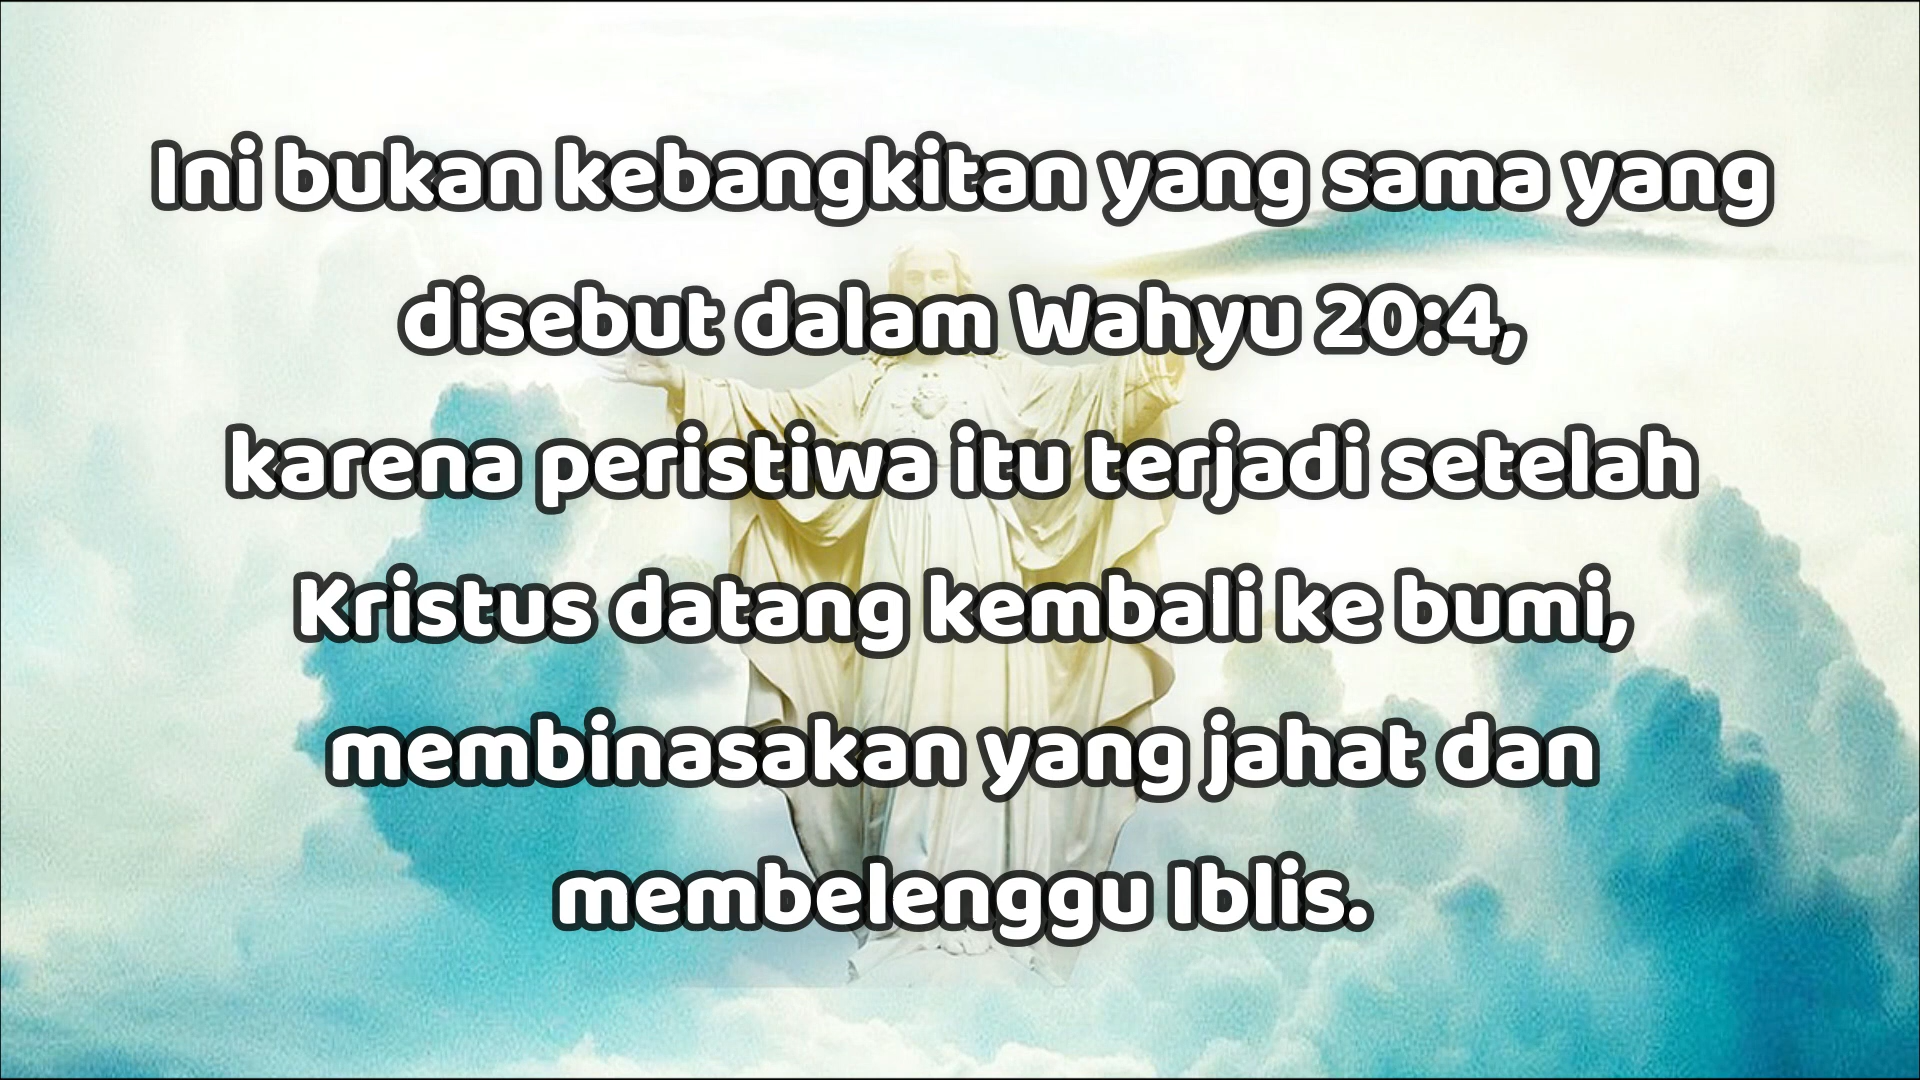 Ini bukan kebangkitan yang sama yang
disebut dalam Wahyu 20:4,
karena peristiwa itu terjadi setelah
Kristus datang kembali ke bumi,
membinasakan yang jahat dan
membelenggu Iblis.